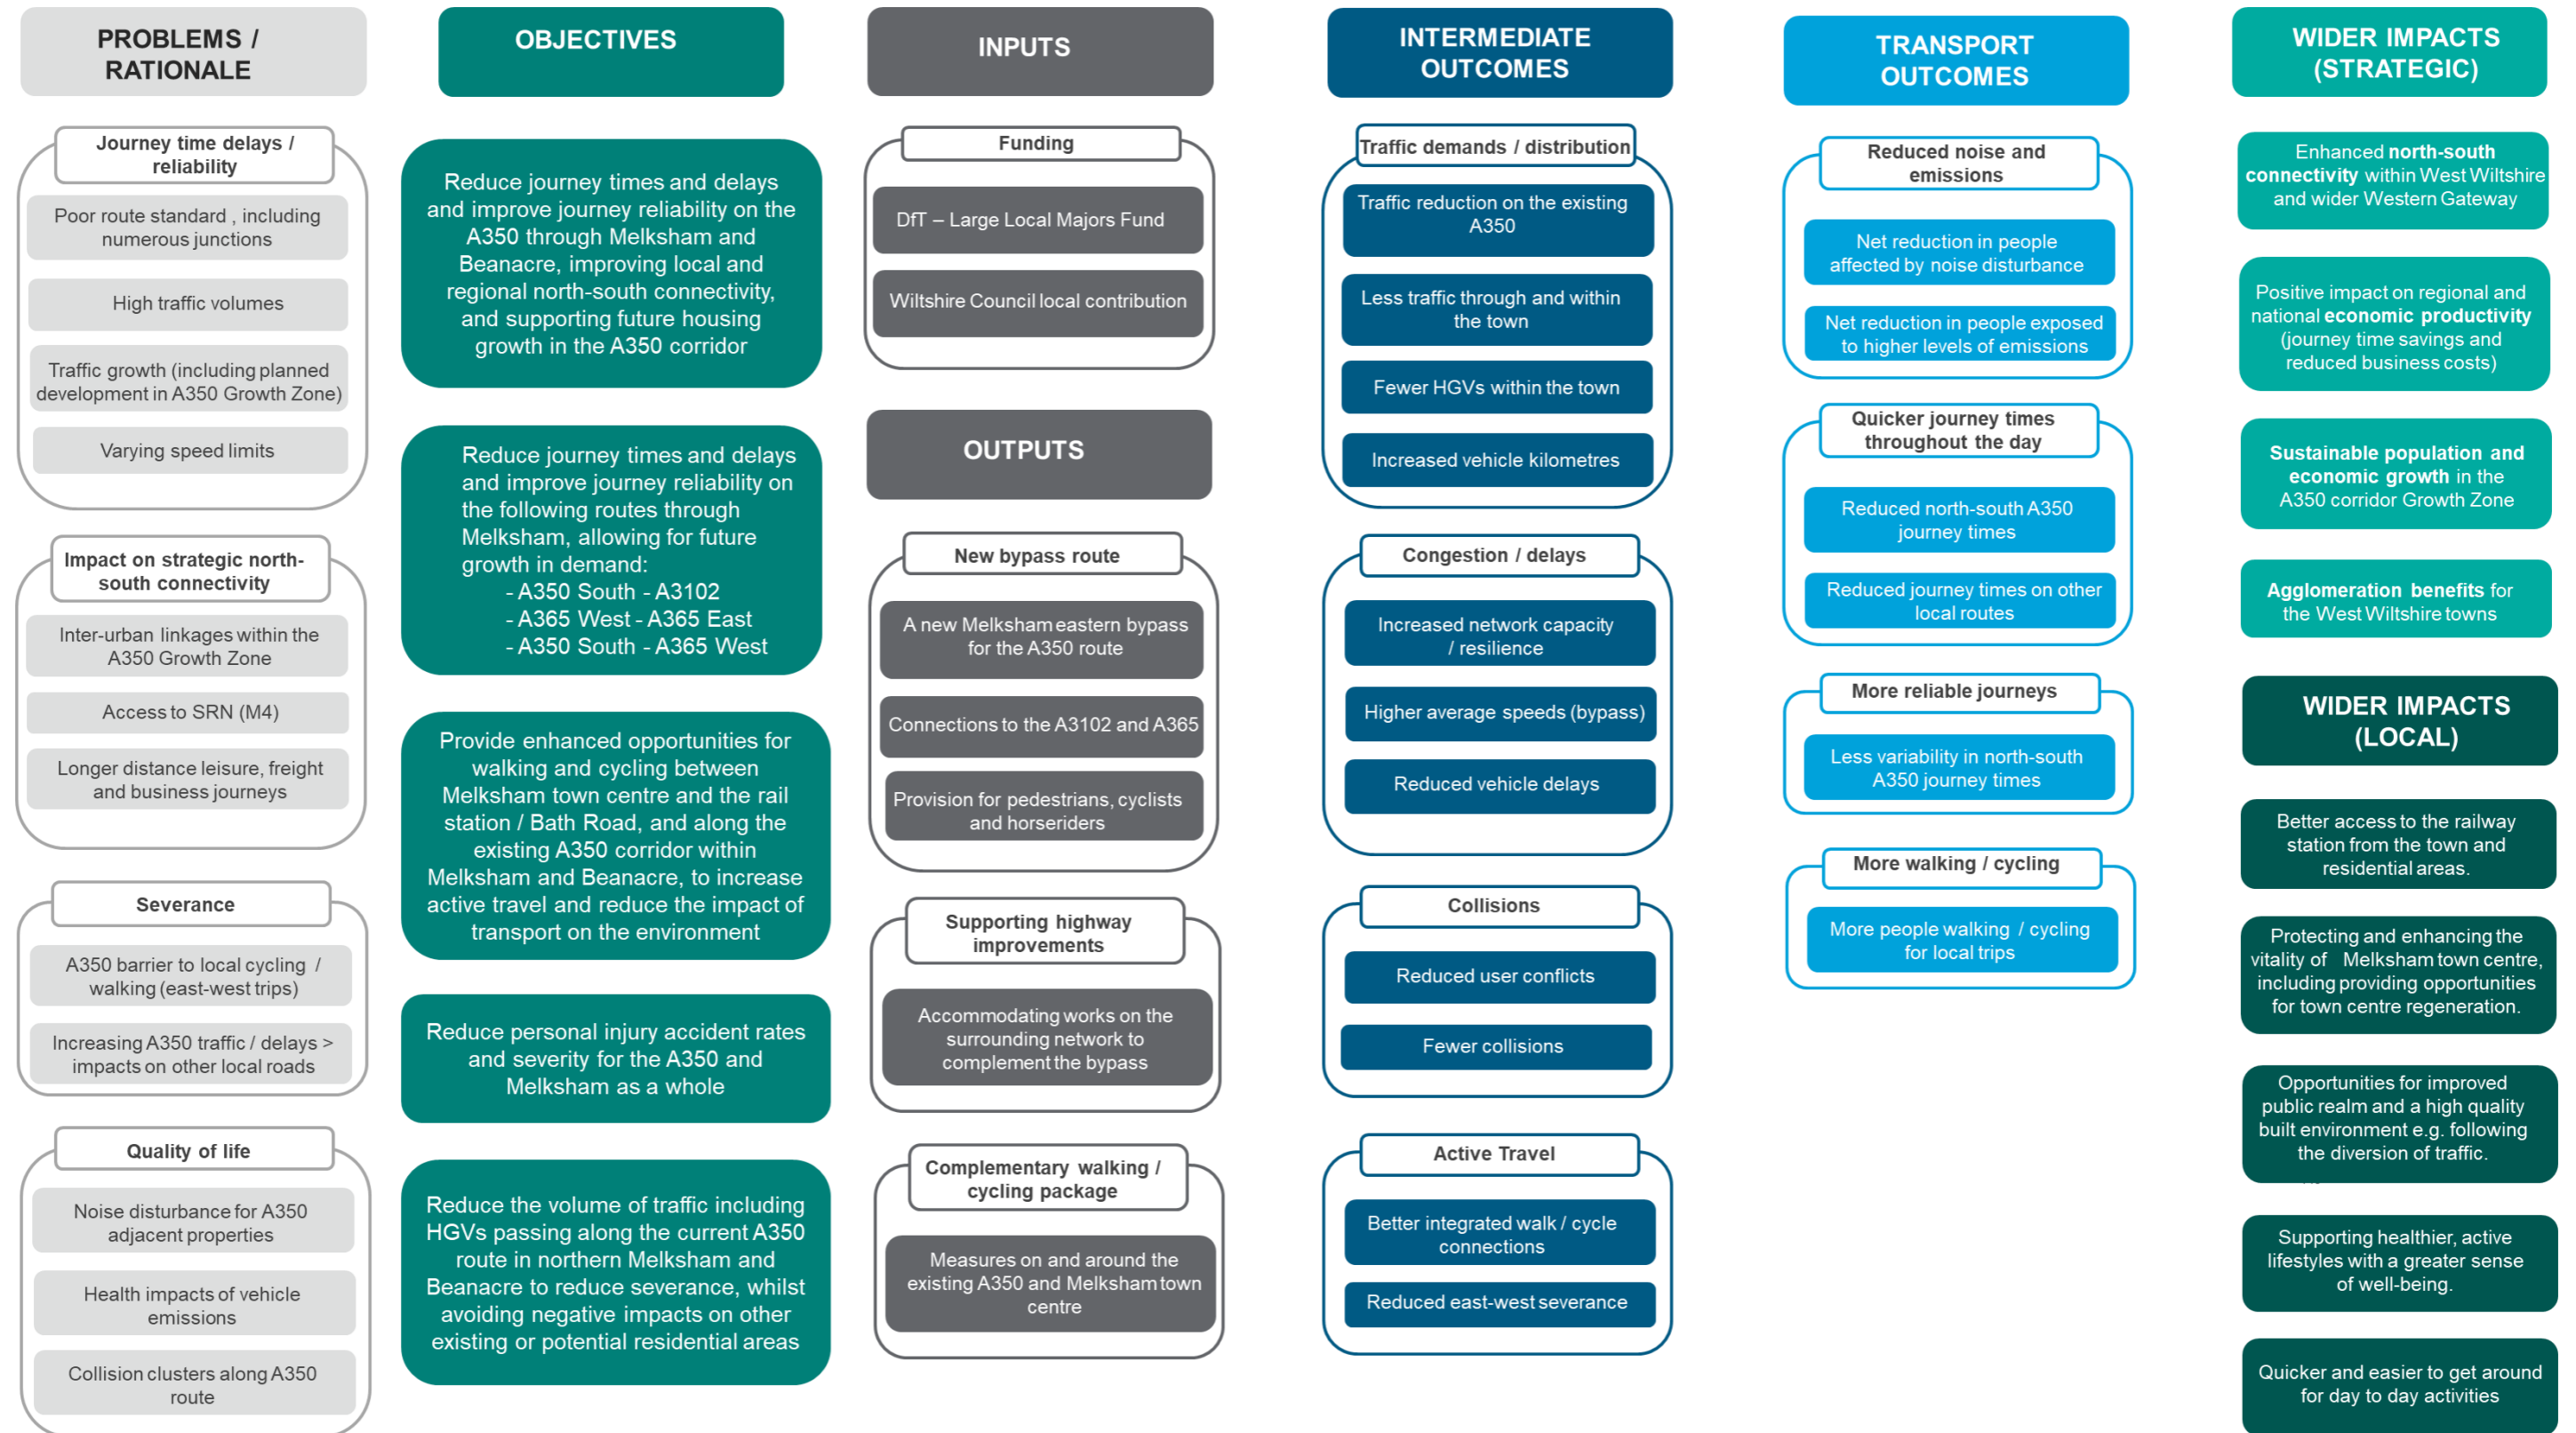 PROBLEMS /
RATIONALE
Journey time delays /
reliability
Poor route standard , including
numerous junctions
High traffic volumes
Traffic growth (including planned
development in A350 Growth Zone)
Varying speed limits
Impact on strategic north-
south connectivity
Inter-urban linkages within the
A350 Growth Zone
Access to SRN (M4)
Longer distance leisure, freight
and business journeys
Severance
A350 barrier to local cycling /
walking (east-west trips)
Increasing A350 traffic / delays >
impacts on other local roads
Quality of life
Noise disturbance for A350
adjacent properties
Health impacts of vehicle
emissions
Collision clusters along A350
route
OBJECTIVES
Reduce journey times and delays
and improve journey reliability on the
A350 through Melksham and
Beanacre, improving local and
regional north-south connectivity,
and supporting future housing
growth in the A350 corridor
Reduce journey times and delays
and improve journey reliability on
the following routes through
Melksham, allowing for future
growth in demand:
- A350 South - A3102
- A365 West - A365 East
- A350 South - A365 West
Provide enhanced opportunities for
walking and cycling between
Melksham town centre and the rail
station / Bath Road, and along the
existing A350 corridor within
Melksham and Beanacre, to increase
active travel and reduce the impact of
transport on the environment
Reduce personal injury accident rates
and severity for the A350 and
Melksham as a whole
Reduce the volume of traffic including
HGVs passing along the current A350
route in northern Melksham and
Beanacre to reduce severance, whilst
avoiding negative impacts on other
existing or potential residential areas
INPUTS
Funding
DfT – Large Local Majors Fund
Wiltshire Council local contribution
OUTPUTS
New bypass route
A new Melksham eastern bypass
for the A350 route
Connections to the A3102 and A365
Provision for pedestrians, cyclists
and horseriders
Supporting highway
improvements
Accommodating works on the
surrounding network to
complement the bypass
Complementary walking /
cycling package
Measures on and around the
existing A350 and Melksham town
centre
INTERMEDIATE
OUTCOMES
Traffic demands / distribution
Traffic reduction on the existing
A350
Less traffic through and within
the town
Fewer HGVs within the town
Increased vehicle kilometres
Congestion / delays
Increased network capacity
/ resilience
Higher average speeds (bypass)
Reduced vehicle delays
Collisions
Reduced user conflicts
Fewer collisions
Active Travel
Better integrated walk / cycle
connections
Reduced east-west severance
TRANSPORT
OUTCOMES
Reduced noise and
emissions
Net reduction in people
affected by noise disturbance
Net reduction in people exposed
to higher levels of emissions
Quicker journey times
throughout the day
Reduced north-south A350
journey times
Reduced journey times on other
local routes
More reliable journeys
Less variability in north-south
A350 journey times
More walking / cycling
More people walking / cycling
for local trips
WIDER IMPACTS
(STRATEGIC)
Enhanced north-south
connectivity within West Wiltshire
and wider Western Gateway
Positive impact on regional and
national economic productivity
(journey time savings and
reduced business costs)
Sustainable population and
economic growth in the
A350 corridor Growth Zone
Agglomeration benefits for
the West Wiltshire towns
WIDER IMPACTS
(LOCAL)
Better access to the railway
station from the town and
residential areas.
Protecting and enhancing the
vitality of Melksham town centre,
including providing opportunities
for town centre regeneration.
Opportunities for improved
public realm and a high quality
built environment e.g. following
the diversion of traffic.
Supporting healthier, active
lifestyles with a greater sense
of well-being.
Quicker and easier to get around
for day to day activities